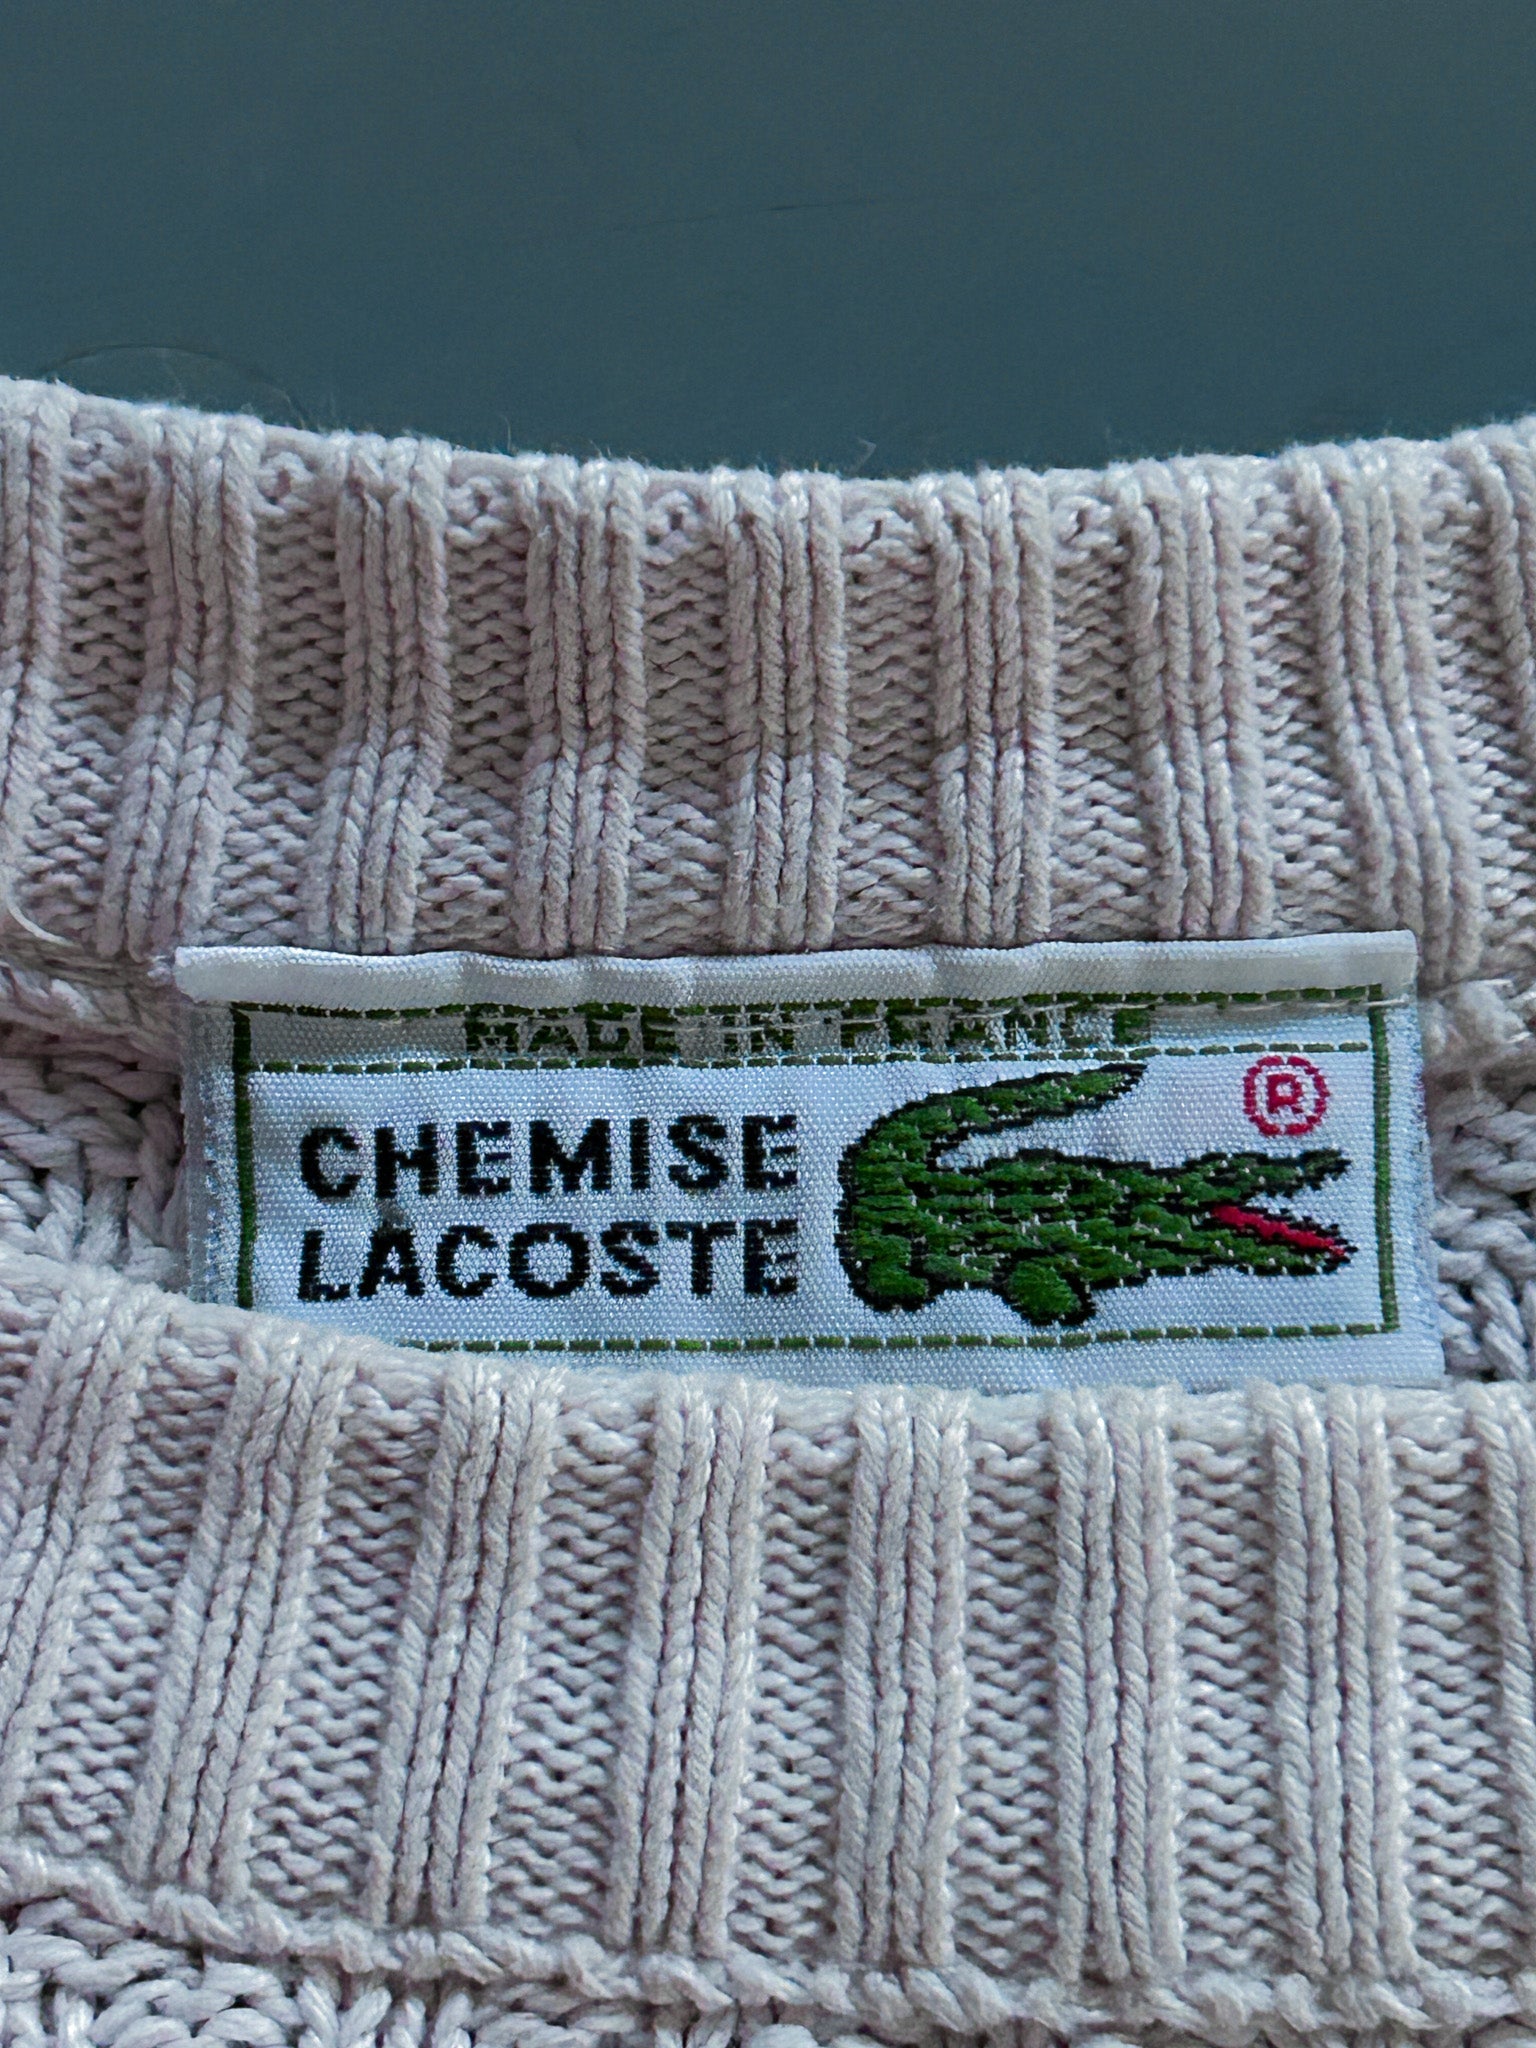 MADE IN FRANCE
®
CHEMISE
LACOSTE